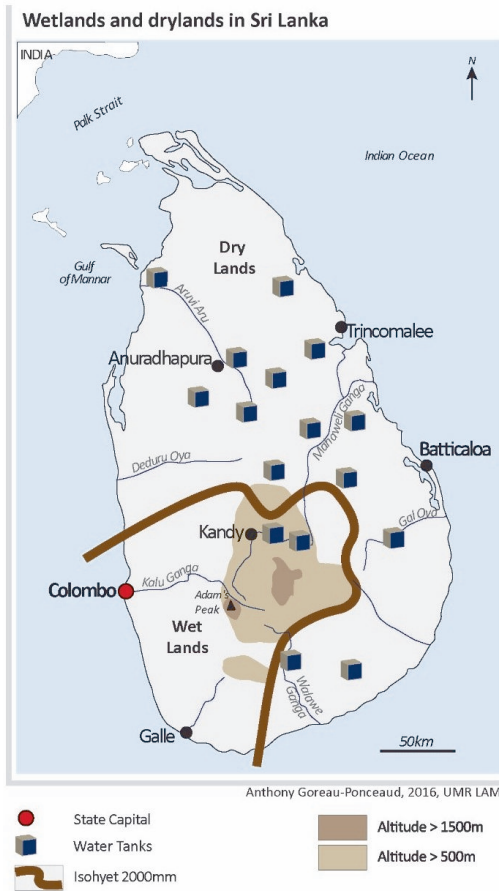 Wetlands and drylands in Sri Lanka
INDIA
N
Palk Strait
Indian Ocean
Dry
Lands
Gulf
of Mannar
Aruvi Aru
Trincomalee
Anuradhapura
Mahaweli Ganga
Deduru Oya
Batticaloa
Gal Oya
Kandy
Colombo
Kalu Ganga
Adam's
Peak
Wet
Lands
Walawe
Ganga
Galle
50km
Anthony Goreau-Ponceaud, 2016, UMR LAM
State Capital
Water Tanks
Isohyet 2000mm
Altitude > 1500m
Altitude > 500m